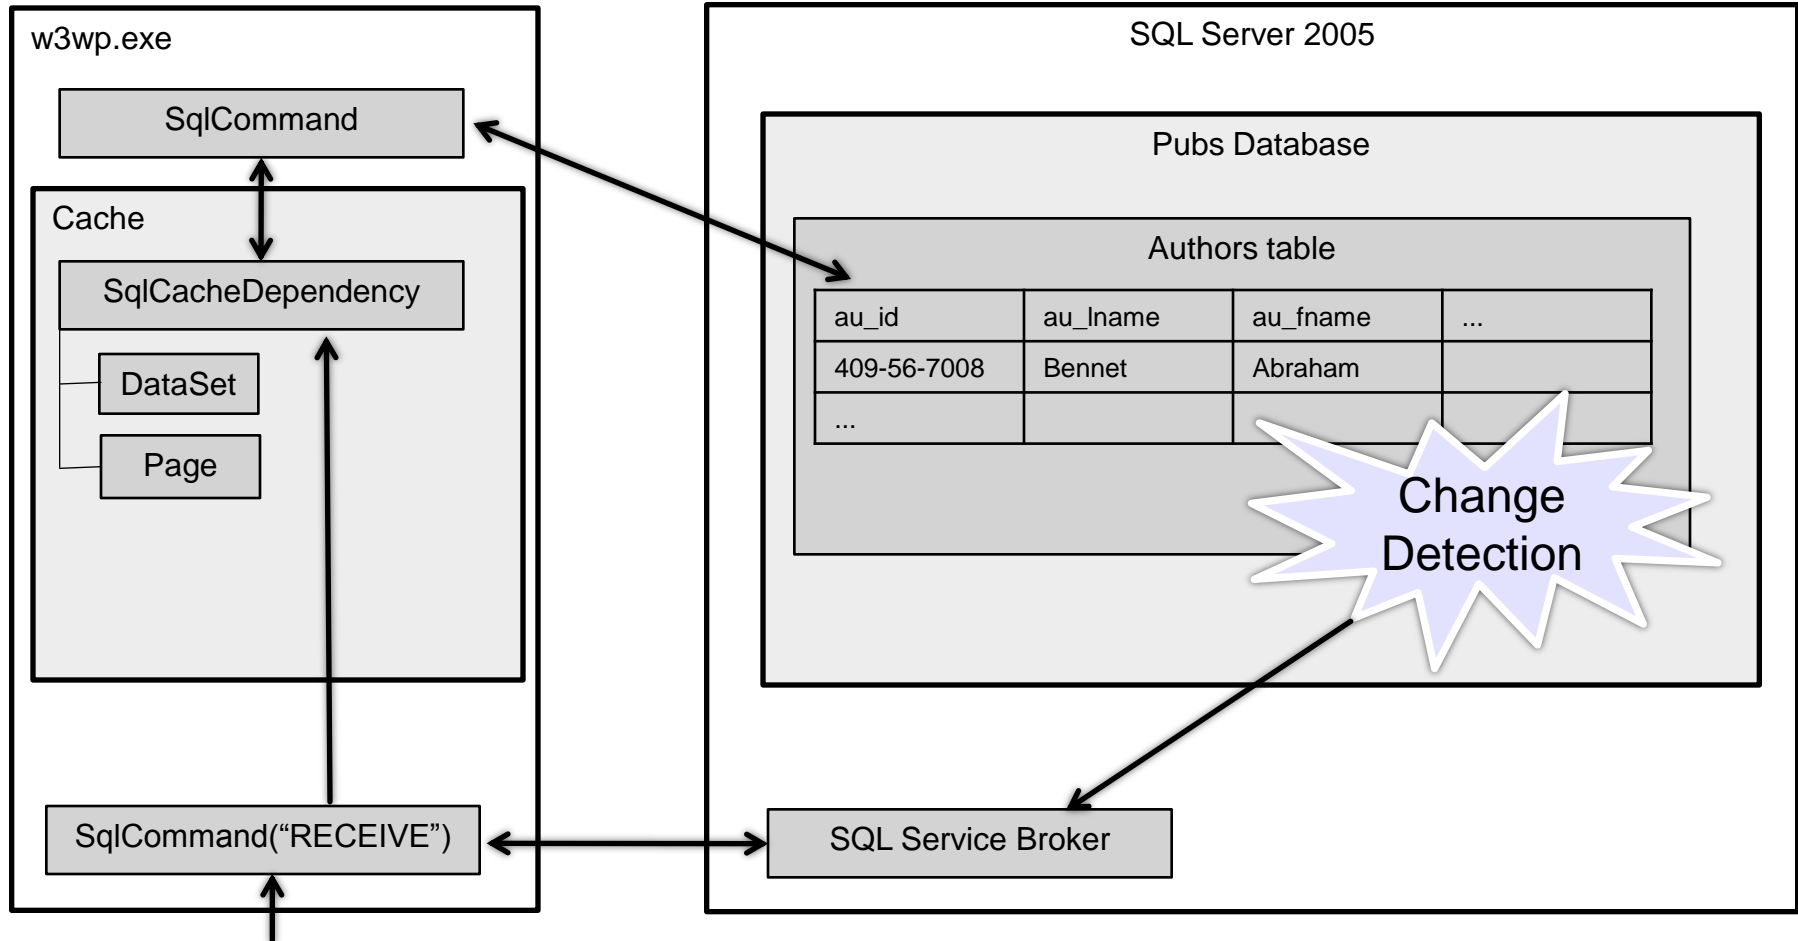 w3wp.exe
SqlCommand
Cache
SqlCacheDependency
DataSet
Page
SqlCommand(“RECEIVE”)
SQL Server 2005
Pubs Database
Authors table
au_id au_lname au_fname ...
409-56-7008 Bennet Abraham
...
Change
Detection
SQL Service Broker